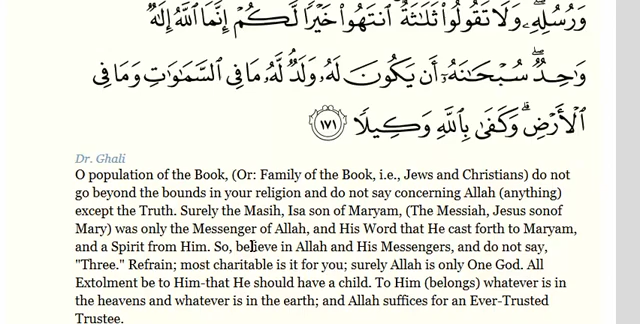 وَرُسُلِهِۦ ۖ وَلَا تَقُولُوا۟ ثَلَٰثَةٌ ۚ ٱنتَهُوا۟ خَيْرًا لَّكُمْ ۚ إِنَّمَا ٱللَّهُ إِلَٰهٌ
وَٰحِدٌ ۖ سُبْحَٰنَهُۥٓ أَن يَكُونَ لَهُۥ وَلَدٌ ۘ لَّهُۥ مَا فِى ٱلسَّمَٰوَٰتِ وَمَا فِى
ٱلْأَرْضِ ۗ وَكَفَىٰ بِٱللَّهِ وَكِيلًا ١٧١
Dr. Ghali
O population of the Book, (Or: Family of the Book, i.e., Jews and Christians) do not
go beyond the bounds in your religion and do not say concerning Allah (anything)
except the Truth. Surely the Masih, Isa son of Maryam, (The Messiah, Jesus sonof
Mary) was only the Messenger of Allah, and His Word that He cast forth to Maryam,
and a Spirit from Him. So, believe in Allah and His Messengers, and do not say,
"Three." Refrain; most charitable is it for you; surely Allah is only One God. All
Extolment be to Him-that He should have a child. To Him (belongs) whatever is in
the heavens and whatever is in the earth; and Allah suffices for an Ever-Trusted
Trustee.